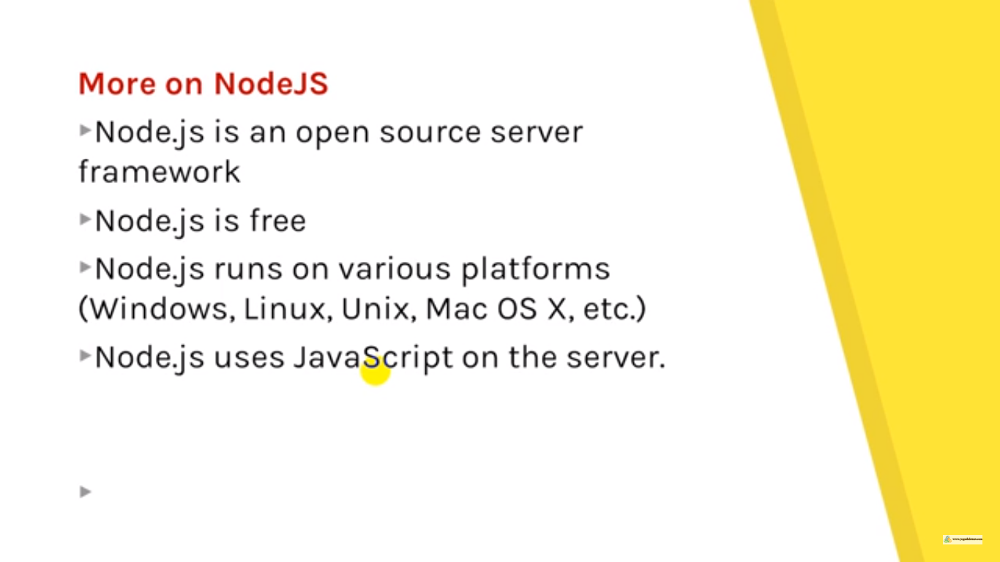 More on NodeJS
▸Node.js is an open source server
framework
▸Node.js is free
▸Node.js runs on various platforms
(Windows, Linux, Unix, Mac OS X, etc.)
▸Node.js uses JavaScript on the server.
▸